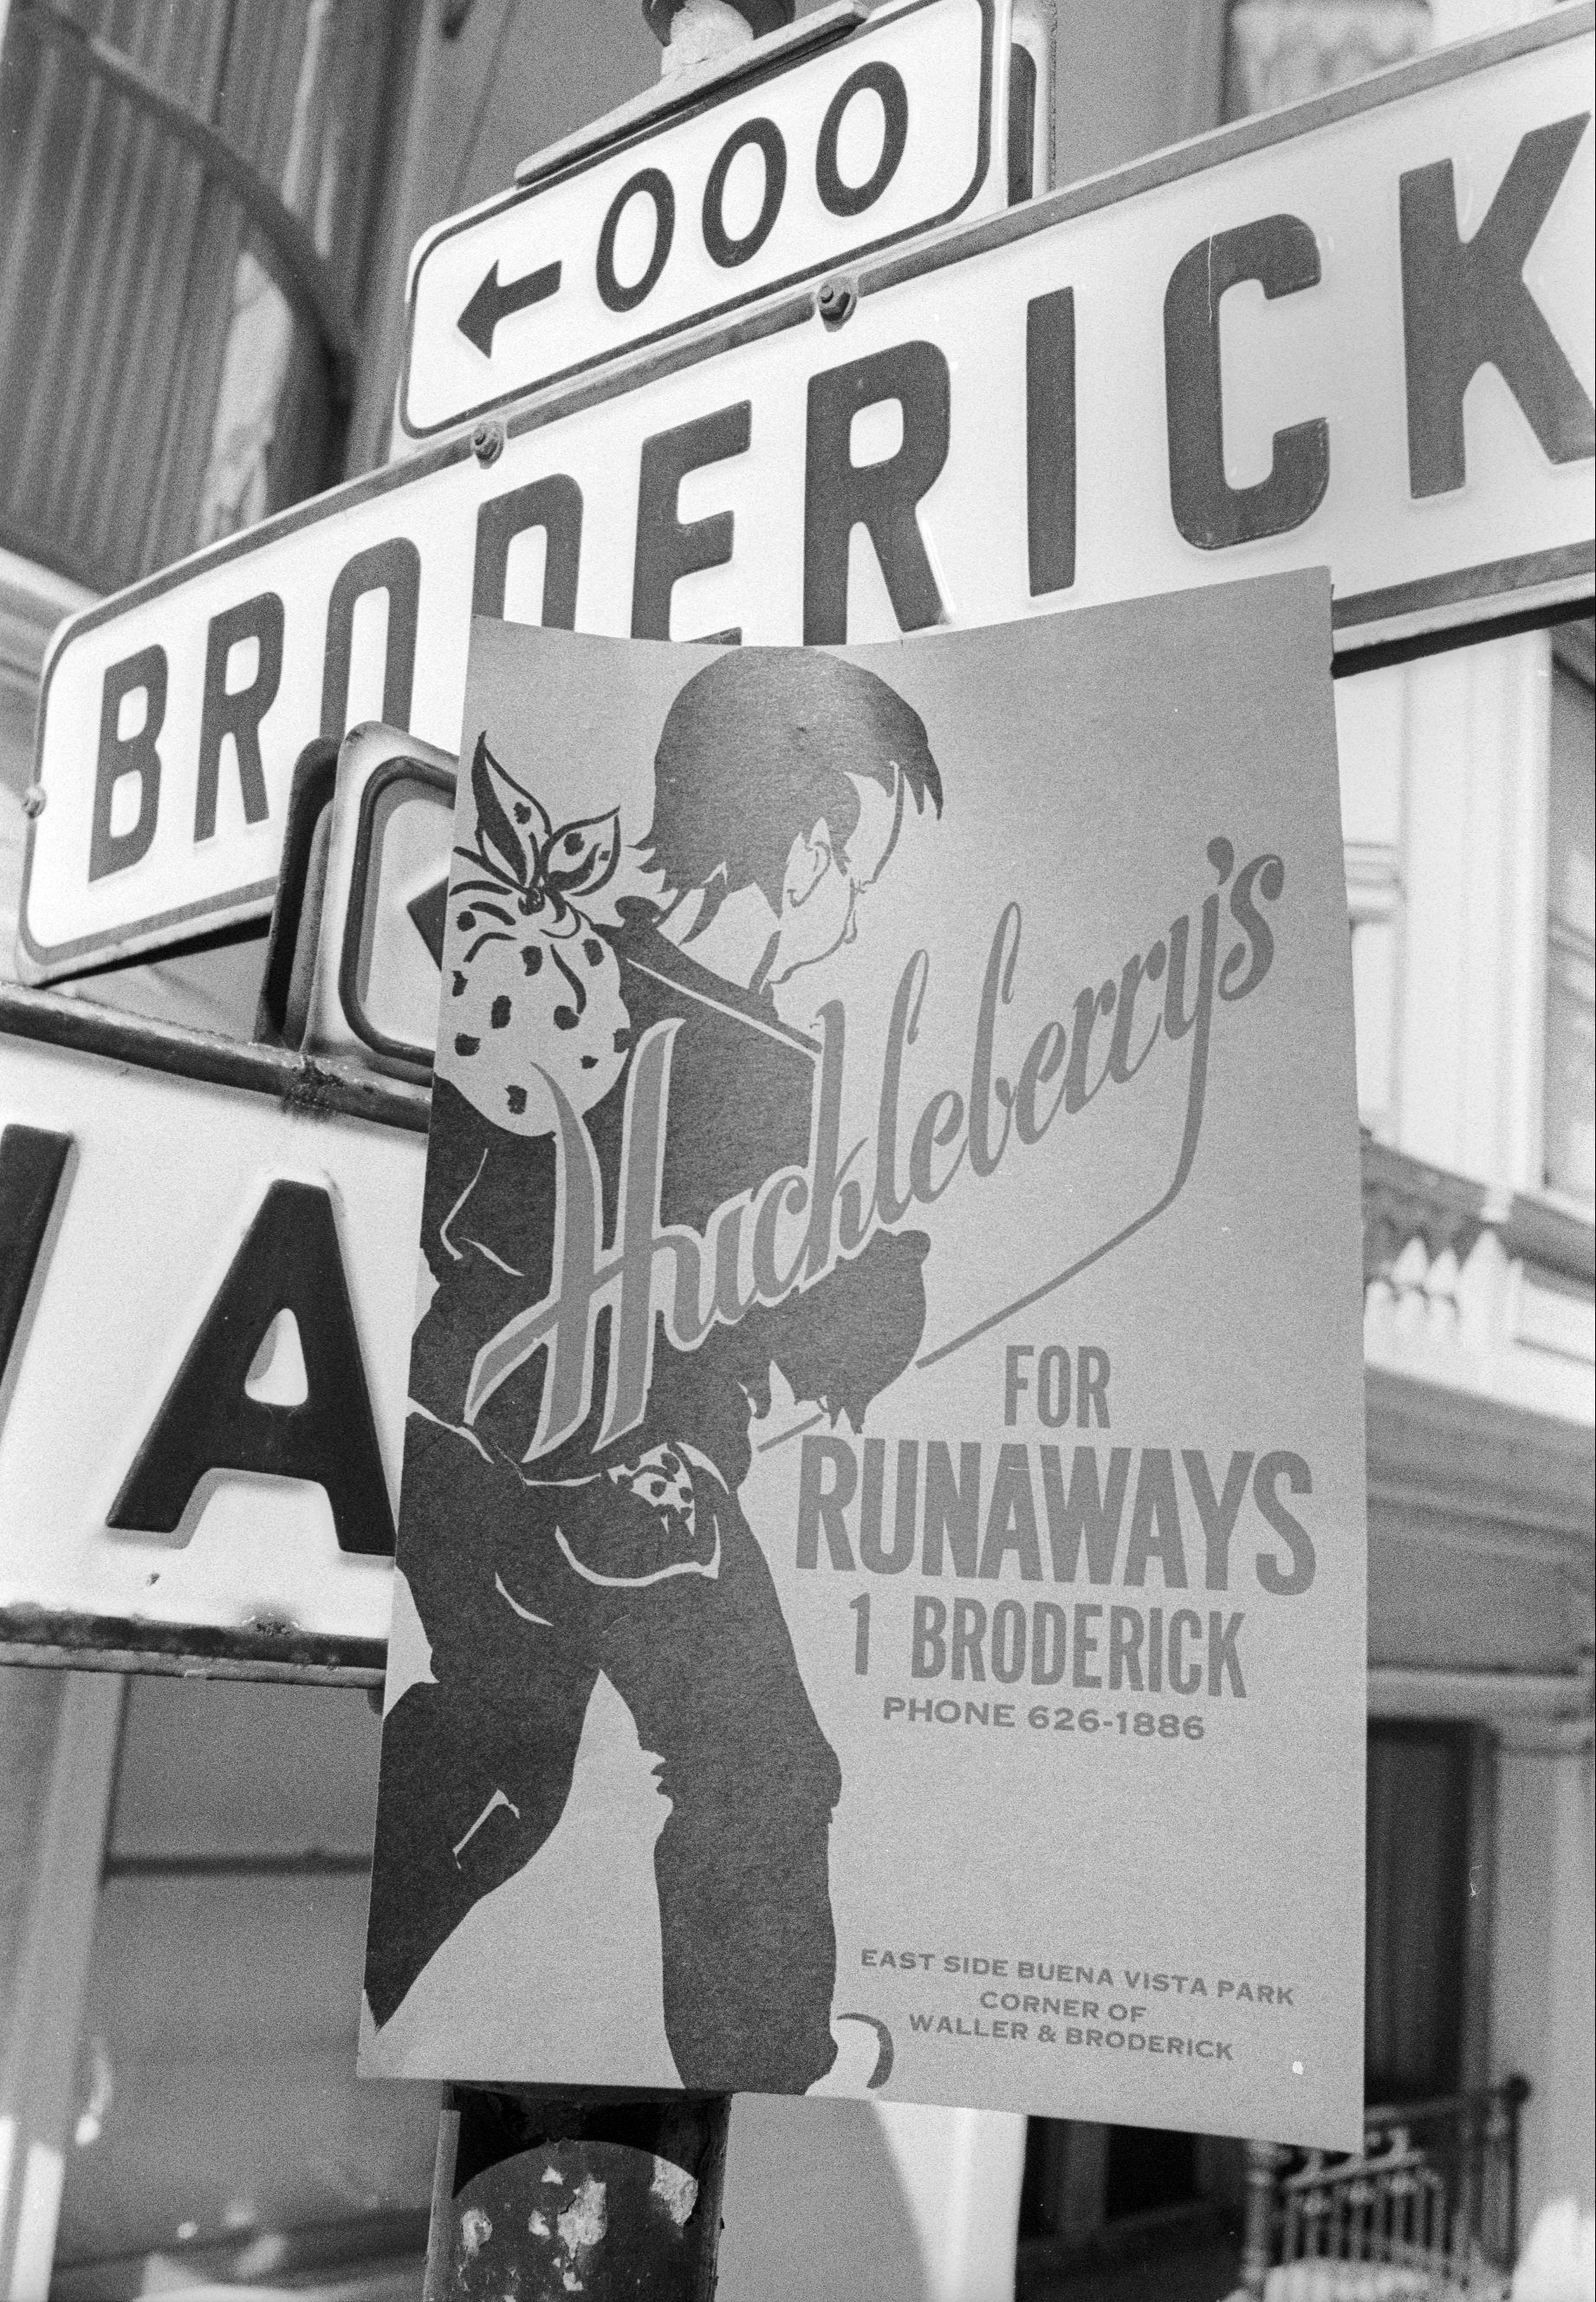 ←000
BRODERICK
Huckleberry's
FOR
RUNAWAYS
1 BRODERICK
PHONE 626-1886
EAST SIDE BUENA VISTA PARK
CORNER OF
WALLER & BRODERICK